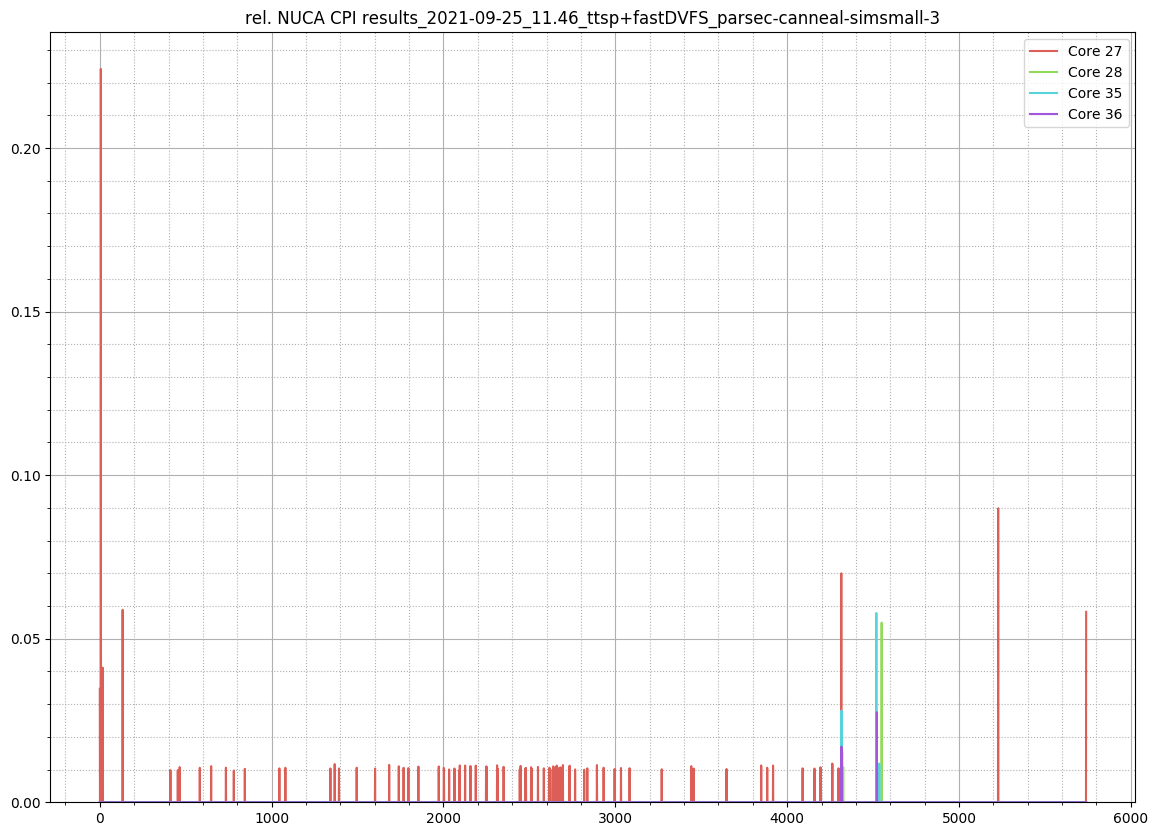 rel. NUCA CPI results_2021-09-25_11.46_ttsp+fastDVFS_parsec-canneal-simsmall-3
Core 27
Core 28
Core 35
Core 36
0.20
0.15
0.10
0.05
0.00
0 1000 2000 3000 4000 5000 6000